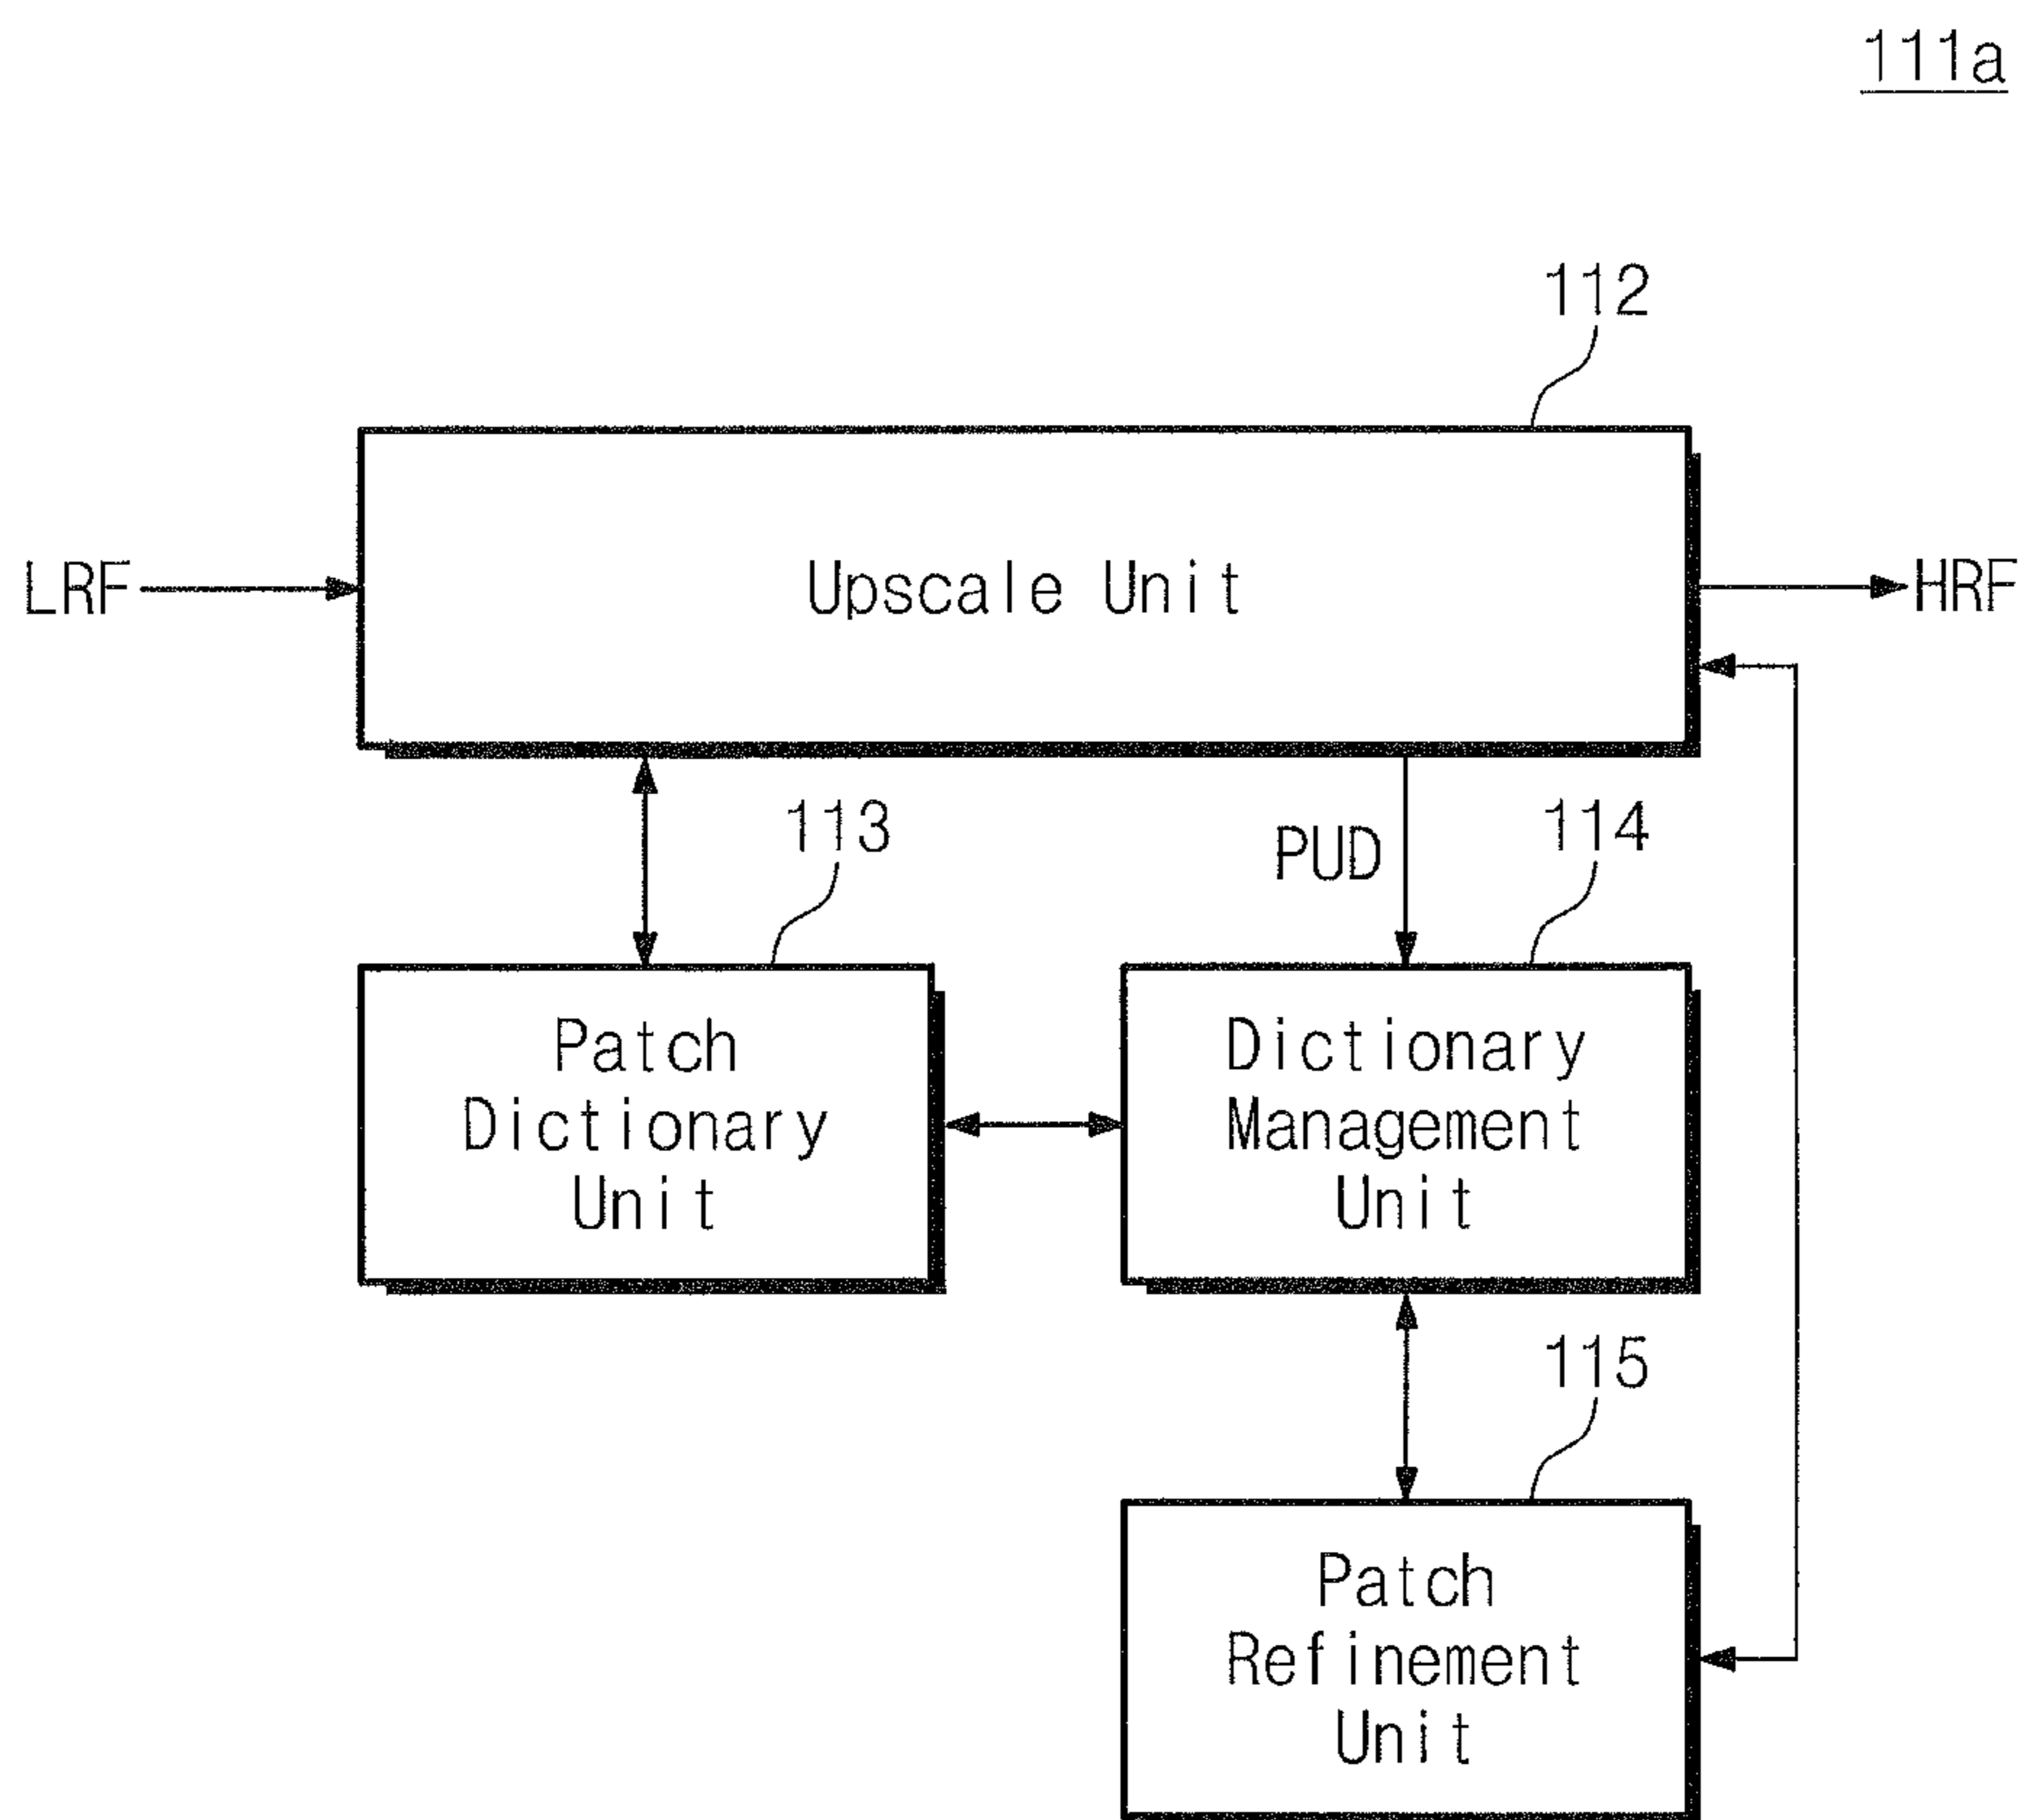 111a
112
LRF
Upscale Unit
HRF
113
PUD
114
Patch
Dictionary
Unit
Dictionary
Management
Unit
115
Patch
Refinement
Unit